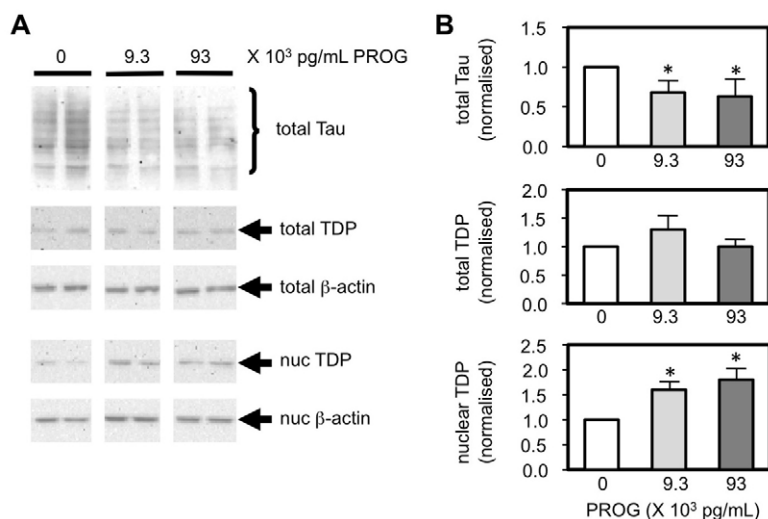 A
0 9.3 93 X 10³ pg/mL PROG
total Tau
total TDP
total β-actin
nuc TDP
nuc β-actin
B
total Tau
(normalised)
1.5
1.0
0.5
0.0
* *
0 9.3 93
total TDP
(normalised)
2.0
1.5
1.0
0.5
0.0
0 9.3 93
nuclear TDP
(normalised)
2.5
2.0
1.5
1.0
0.5
0.0
* *
0 9.3 93
PROG (X 10³ pg/mL)